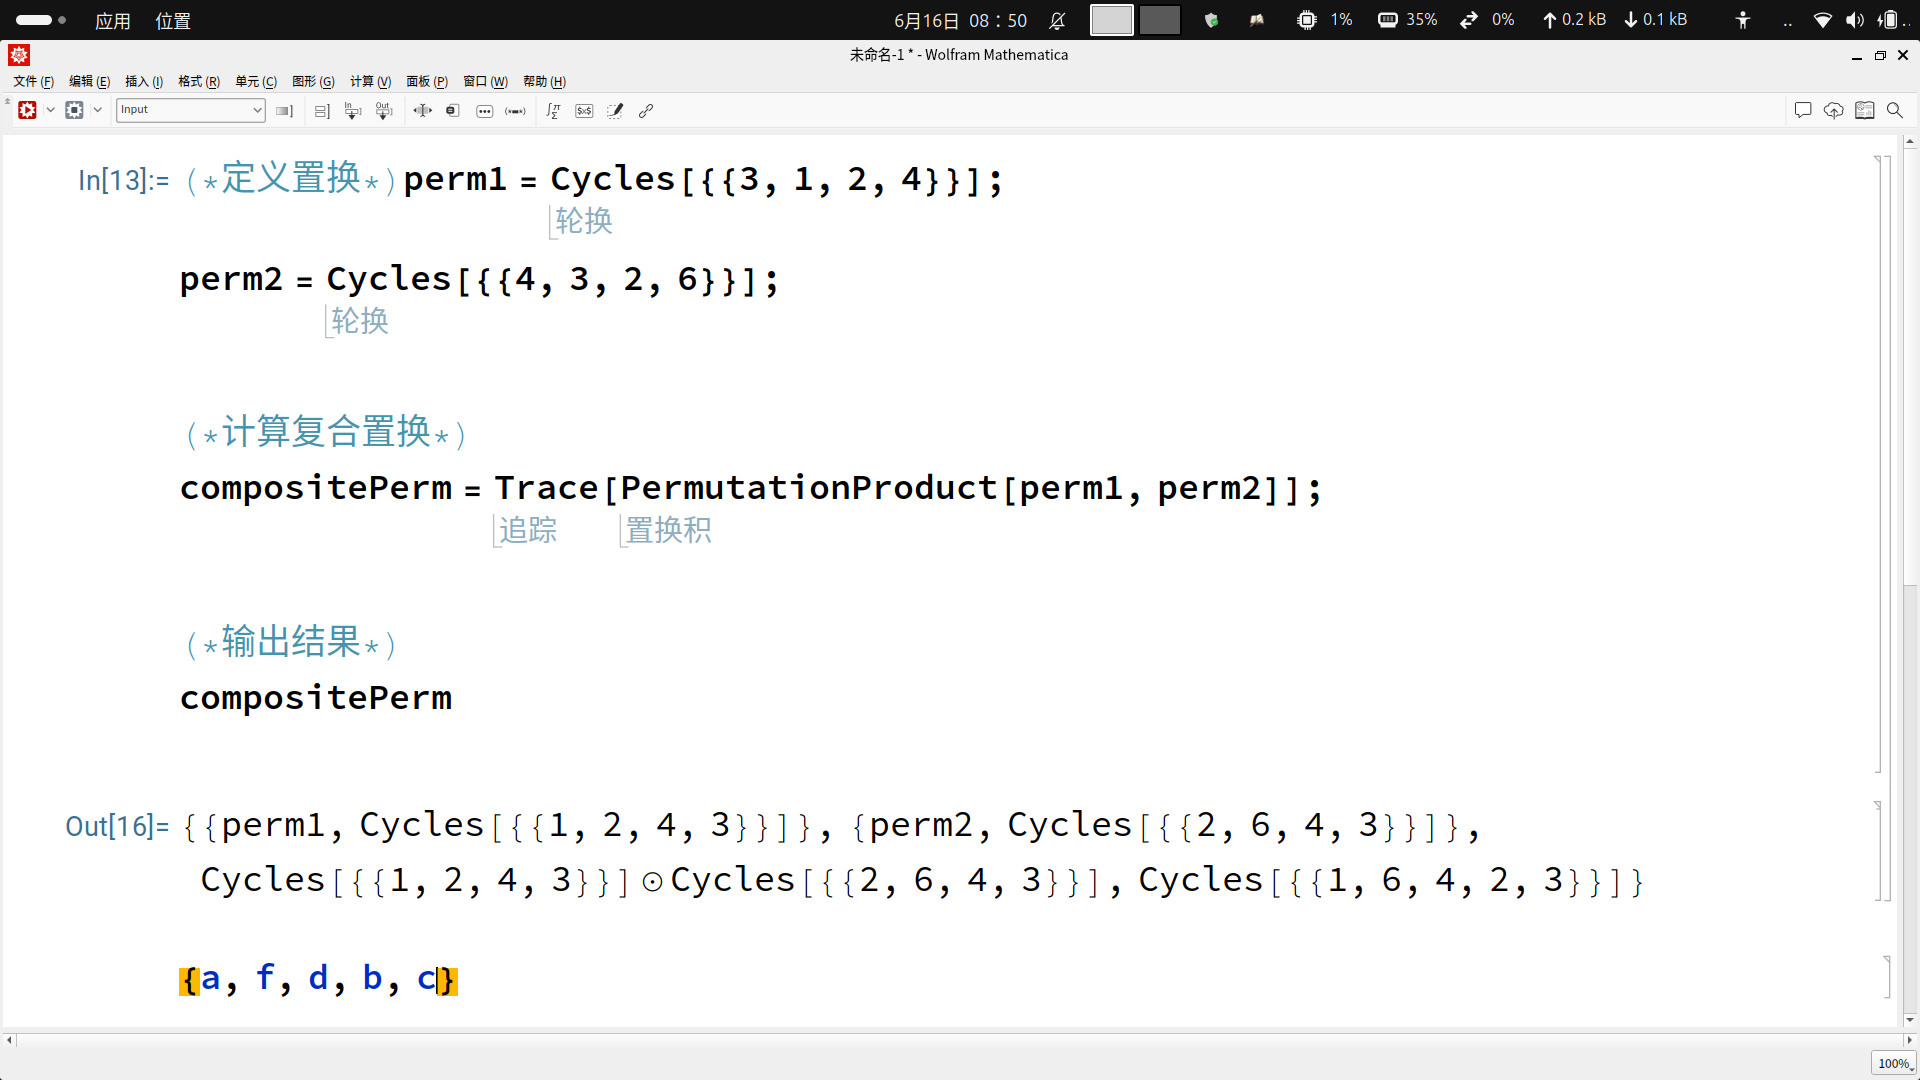 应用 位置 6月16日 08：50 1% 35% 0% 0.2 kB 0.1 kB ..
未命名-1 * - Wolfram Mathematica
文件 (F) 编辑 (E) 插入 (I) 格式 (R) 单元 (C) 图形 (G) 计算 (V) 面板 (P) 窗口 (W) 帮助 (H)
Input
In[13]:= (*定义置换*)perm1 = Cycles[{{3, 1, 2, 4}}];
轮换
perm2 = Cycles[{{4, 3, 2, 6}}];
轮换
(*计算复合置换*)
compositePerm = Trace[PermutationProduct[perm1, perm2]];
追踪 置换积
(*输出结果*)
compositePerm
Out[16]= {{perm1, Cycles[{{1, 2, 4, 3}}]}, {perm2, Cycles[{{2, 6, 4, 3}}]},
Cycles[{{1, 2, 4, 3}}]⊙Cycles[{{2, 6, 4, 3}}], Cycles[{{1, 6, 4, 2, 3}}]}
{a, f, d, b, c}
100%